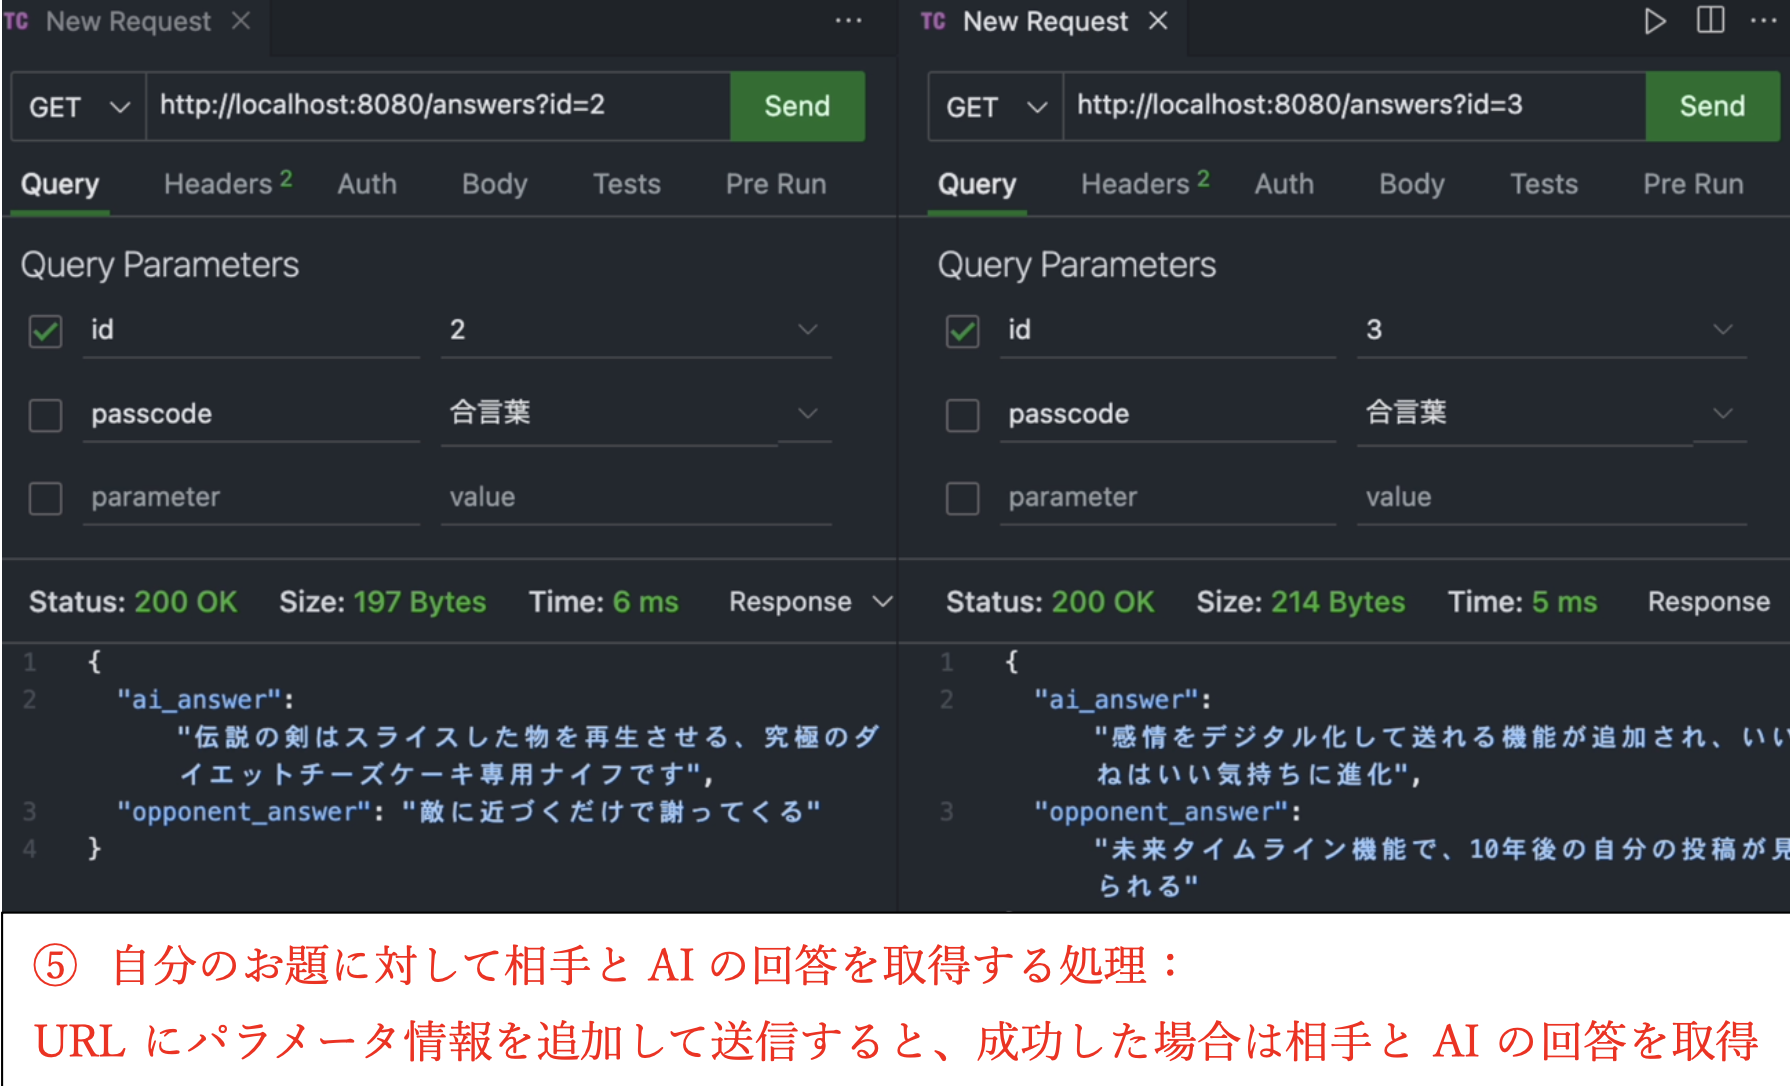 TC New Request × ···
GET http://localhost:8080/answers?id=2 Send
Query Headers 2 Auth Body Tests Pre Run
Query Parameters
id 2
passcode 合言葉
parameter value
Status: 200 OK Size: 197 Bytes Time: 6 ms Response
1 {
2 "ai_answer":
"伝説の剣はスライスした物を再生させる、究極のダ
イエットチーズケーキ専用ナイフです",
3 "opponent_answer": "敵に近づくだけで謝ってくる"
4 }
TC New Request × ···
GET http://localhost:8080/answers?id=3 Send
Query Headers 2 Auth Body Tests Pre Run
Query Parameters
id 3
passcode 合言葉
parameter value
Status: 200 OK Size: 214 Bytes Time: 5 ms Response
1 {
2 "ai_answer":
"感情をデジタル化して送れる機能が追加され、いい
ねはいい気持ちに進化",
3 "opponent_answer":
"未来タイムライン機能で、10年後の自分の投稿が見
られる"
⑤ 自分のお題に対して相手と AI の回答を取得する処理：
URL にパラメータ情報を追加して送信すると、成功した場合は相手と AI の回答を取得